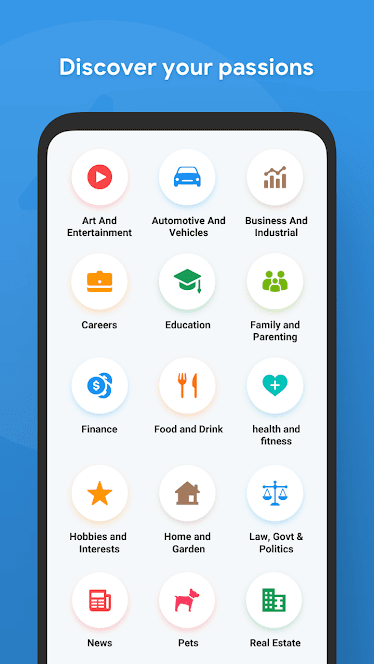 Discover your passions
Art And
Entertainment
Automotive And
Vehicles
Business And
Industrial
Careers
Education
Family and
Parenting
Finance
Food and Drink
health and
fitness
Hobbies and
Interests
Home and
Garden
Law, Govt &
Politics
News
Pets
Real Estate